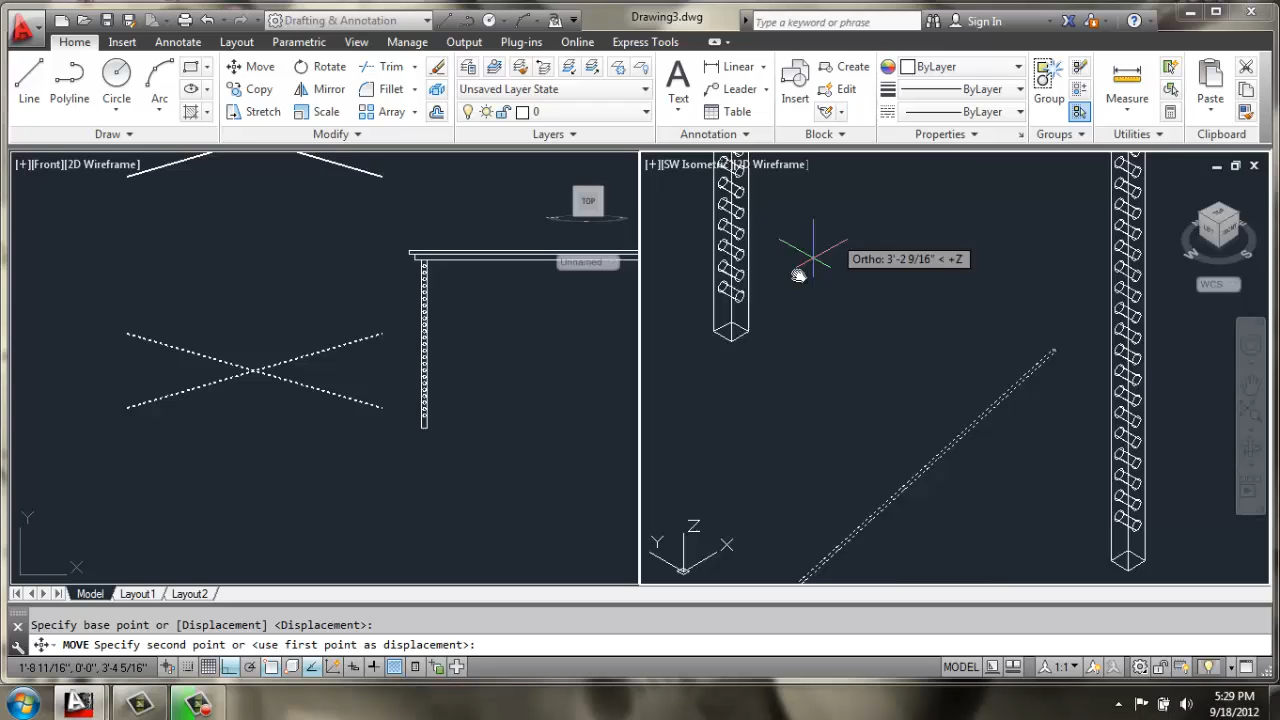 Drafting & Annotation
Drawing3.dwg
Type a keyword or phrase
Sign In
Home Insert Annotate Layout Parametric View Manage Output Plug-ins Online Express Tools
Line Polyline Circle Arc
Move Rotate Trim
Copy Mirror Fillet
Stretch Scale Array
Unsaved Layer State
0
Text
Linear
Leader
Table
Insert
Create
Edit
ByLayer
ByLayer
ByLayer
Group
Measure
Paste
Draw Modify Layers Annotation Block Properties Groups Utilities Clipboard
[+][Front][2D Wireframe]
TOP
Unnamed
Y
X
[+][SW Isometric][2D Wireframe]
Ortho: 3'-2 9/16" < +Z
TOP
LEFT
FRONT
W
S
WCS
Z
Y
X
Model Layout1 Layout2
Specify base point or [Displacement] <Displacement>:
MOVE Specify second point or <use first point as displacement>:
1'-8 11/16", 0'-0", 3'-4 5/16"
MODEL
1:1
5:29 PM
9/18/2012